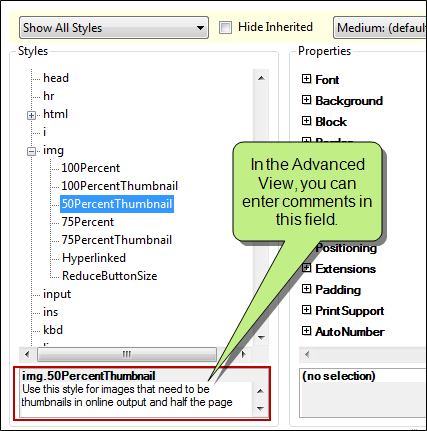 Show All Styles
Hide Inherited
Medium: (defau
Styles
Properties
head
hr
html
i
img
100Percent
100PercentThumbnail
50PercentThumbnail
75Percent
75PercentThumbnail
Hyperlinked
ReduceButtonSize
input
ins
kbd
Font
Background
Block
In the Advanced
View, you can
enter comments in
this field.
Positioning
Extensions
Padding
PrintSupport
AutoNumber
img.50PercentThumbnail
Use this style for images that need to be
thumbnails in online output and half the page
(no selection)